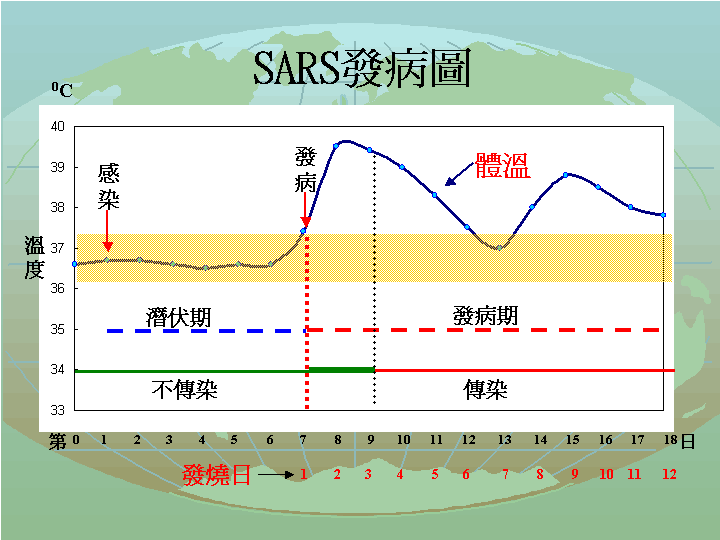 SARS發病圖
⁰C
40
39
38
37
36
35
34
33
溫度
感染
發病
體溫
潛伏期
發病期
不傳染
傳染
第 0 1 2 3 4 5 6 7 8 9 10 11 12 13 14 15 16 17 18 日
發燒日 1 2 3 4 5 6 7 8 9 10 11 12